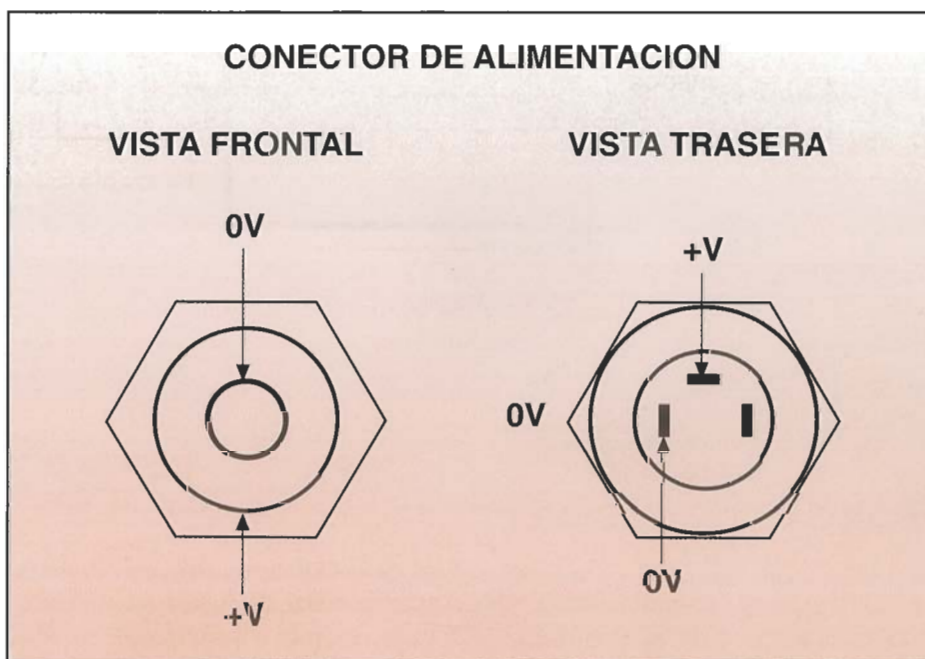 CONECTOR DE ALIMENTACION
VISTA FRONTAL
VISTA TRASERA
0V
+V
0V
0V
+V